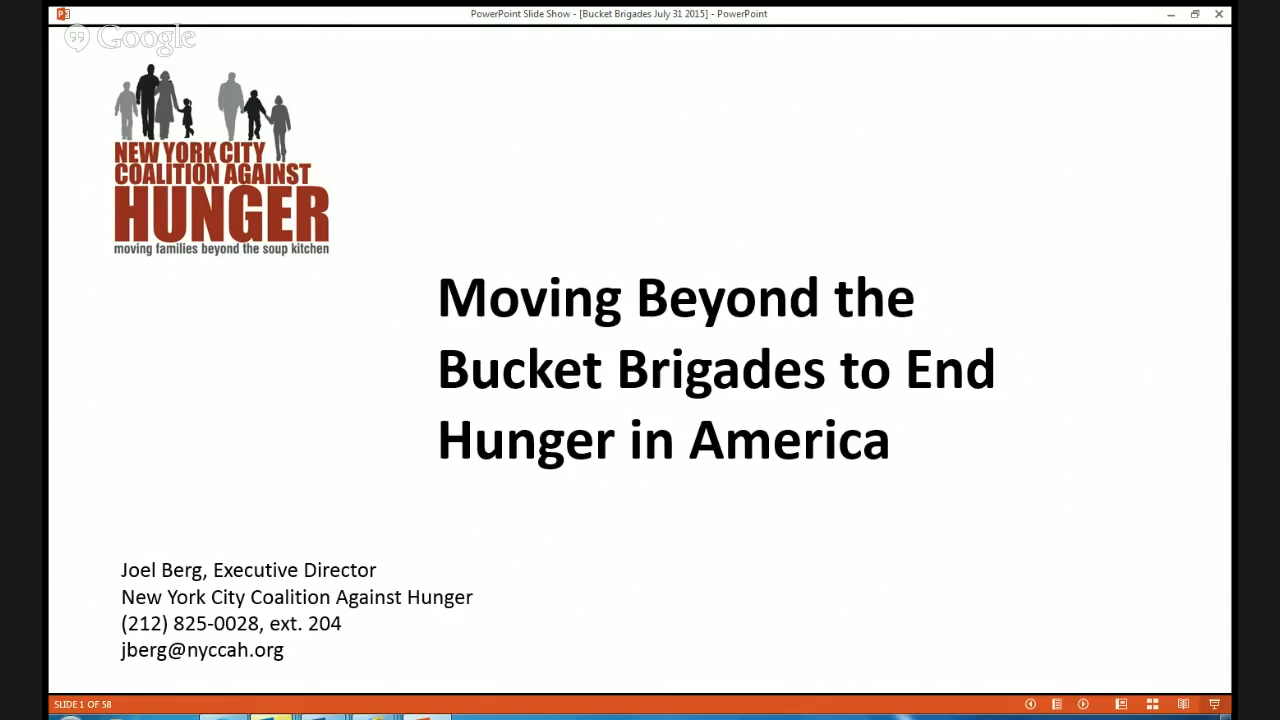 PowerPoint Slide Show - [Bucket Brigades July 31 2015] - PowerPoint
Google
NEW YORK CITY
COALITION AGAINST
HUNGER
moving families beyond the soup kitchen
Moving Beyond the
Bucket Brigades to End
Hunger in America
Joel Berg, Executive Director
New York City Coalition Against Hunger
(212) 825-0028, ext. 204
jberg@nyccah.org
SLIDE 1 OF 58